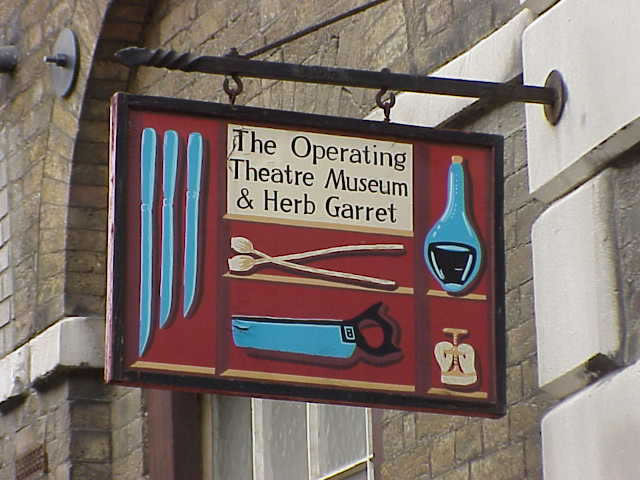 The Operating
Theatre Museum
& Herb Garret